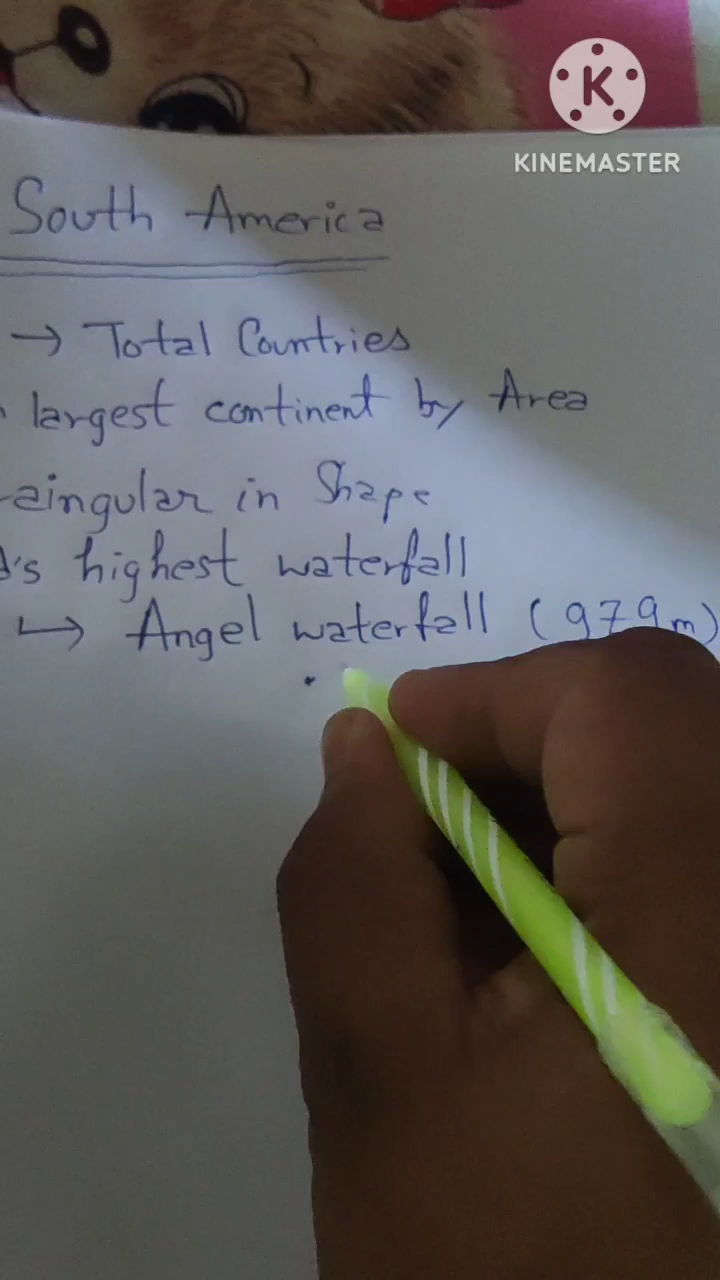 KINEMASTER
South America
→ Total Countries
largest continent by Area
aingular in Shape
's highest waterfall
↳ Angel waterfall (979m)